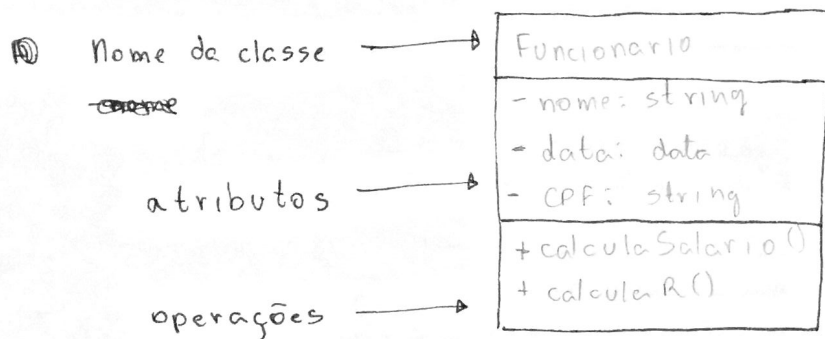 Nome da classe
Funcionario
- nome: string
- data: data
atributos
- CPF: string
+ calculaSalario()
+ calculaR()
operações